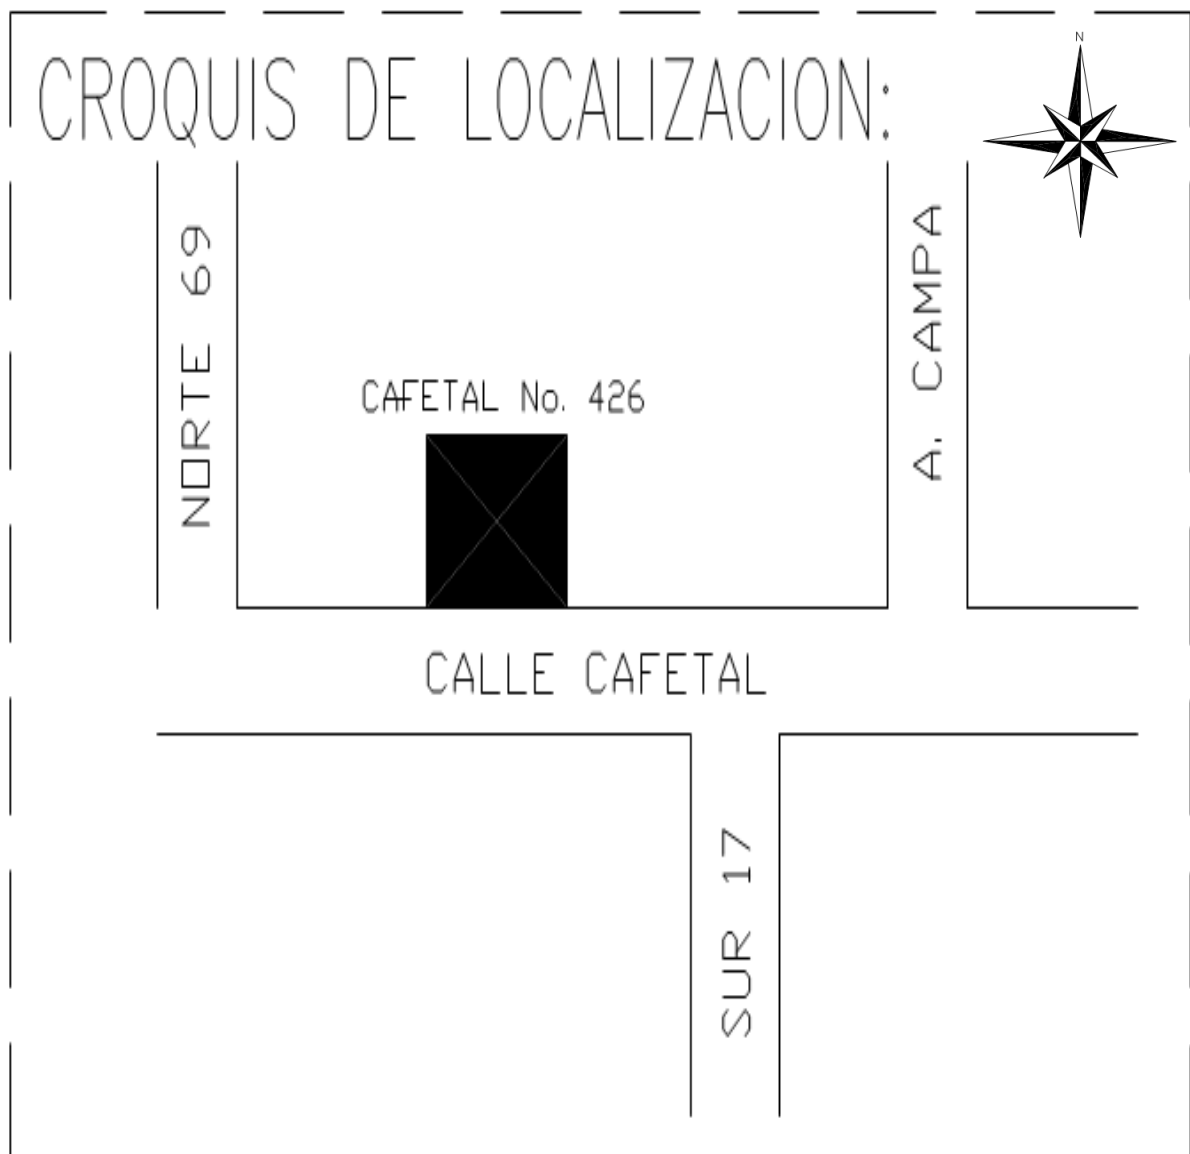 N
CROQUIS DE LOCALIZACION:
NORTE 69
A. CAMPA
CAFETAL No. 426
CALLE CAFETAL
SUR 17